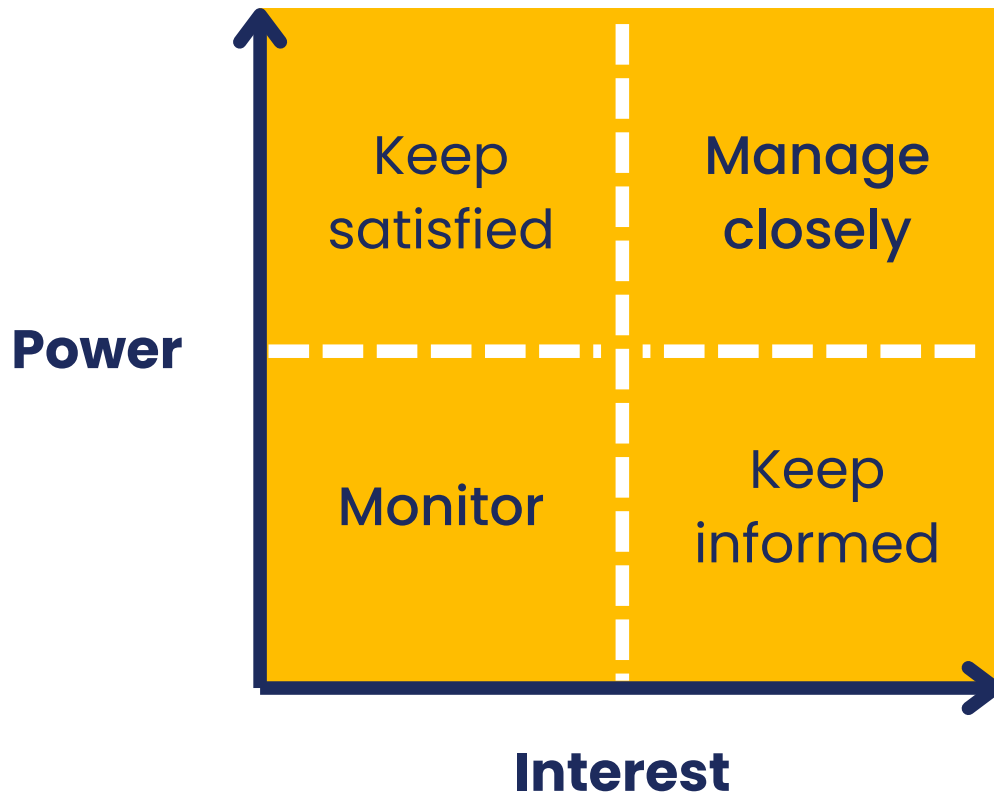 Keep
satisfied
Manage
closely
Power
Monitor
Keep
informed
Interest